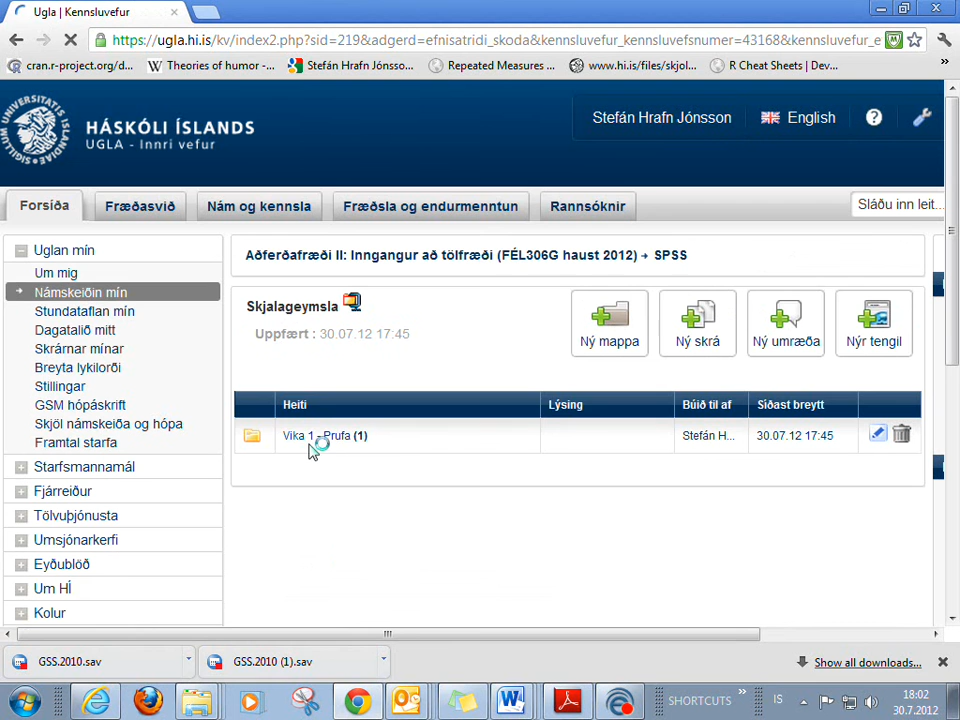 Ugla | Kennsluvefur
https://ugla.hi.is/kv/index2.php?sid=219&adgerd=efnisatridi_skoda&kennsluvefur_kennsluvefsnumer=43168&kennsluvefur_e
cran.r-project.org/d...
Theories of humor -...
Stefán Hrafn Jónsso...
Repeated Measures ...
www.hi.is/files/skjol...
R Cheat Sheets | Dev...
»
HÁSKÓLI ÍSLANDS
UGLA - Innri vefur
Stefán Hrafn Jónsson
English
?
Forsíða
Fræðasvið
Nám og kennsla
Fræðsla og endurmenntun
Rannsóknir
Sláðu inn leit...
Uglan mín
Um mig
Námskeiðin mín
Stundataflan mín
Dagatalið mitt
Skrárnar mínar
Breyta lykilorði
Stillingar
GSM hópáskrift
Skjöl námskeiða og hópa
Framtal starfa
Starfsmannamál
Fjárreiður
Tölvuþjónusta
Umsjónarkerfi
Eyðublöð
Um HÍ
Kolur
Aðferðafræði II: Inngangur að tölfræði (FÉL306G haust 2012) → SPSS
Skjalageymsla
Uppfært : 30.07.12 17:45
Ný mappa
Ný skrá
Ný umræða
Nýr tengil
Heiti
Lýsing
Búið til af
Síðast breytt
Vika 1 - Prufa (1)
Stefán H...
30.07.12 17:45
GSS.2010.sav
GSS.2010 (1).sav
Show all downloads...
SHORTCUTS
»
IS
18:02
30.7.2012